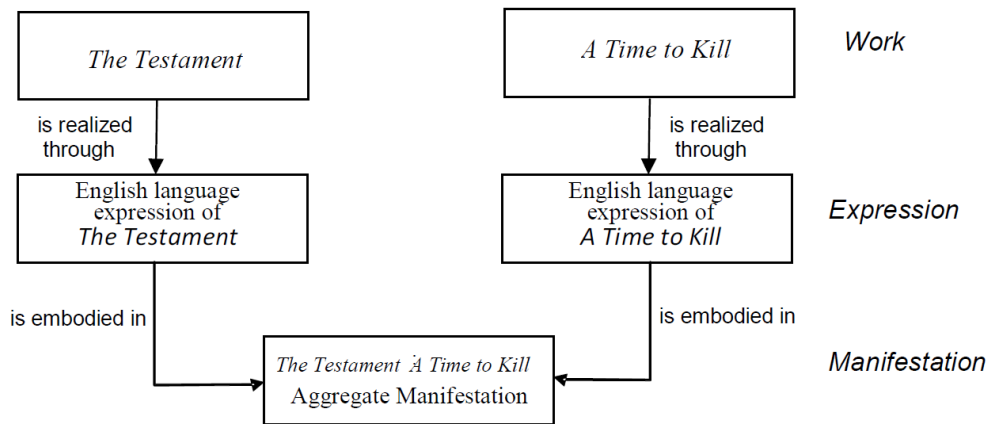 The Testament
A Time to Kill
Work
is realized
through
is realized
through
English language
expression of
The Testament
English language
expression of
A Time to Kill
Expression
is embodied in
is embodied in
The Testament A Time to Kill
Aggregate Manifestation
Manifestation